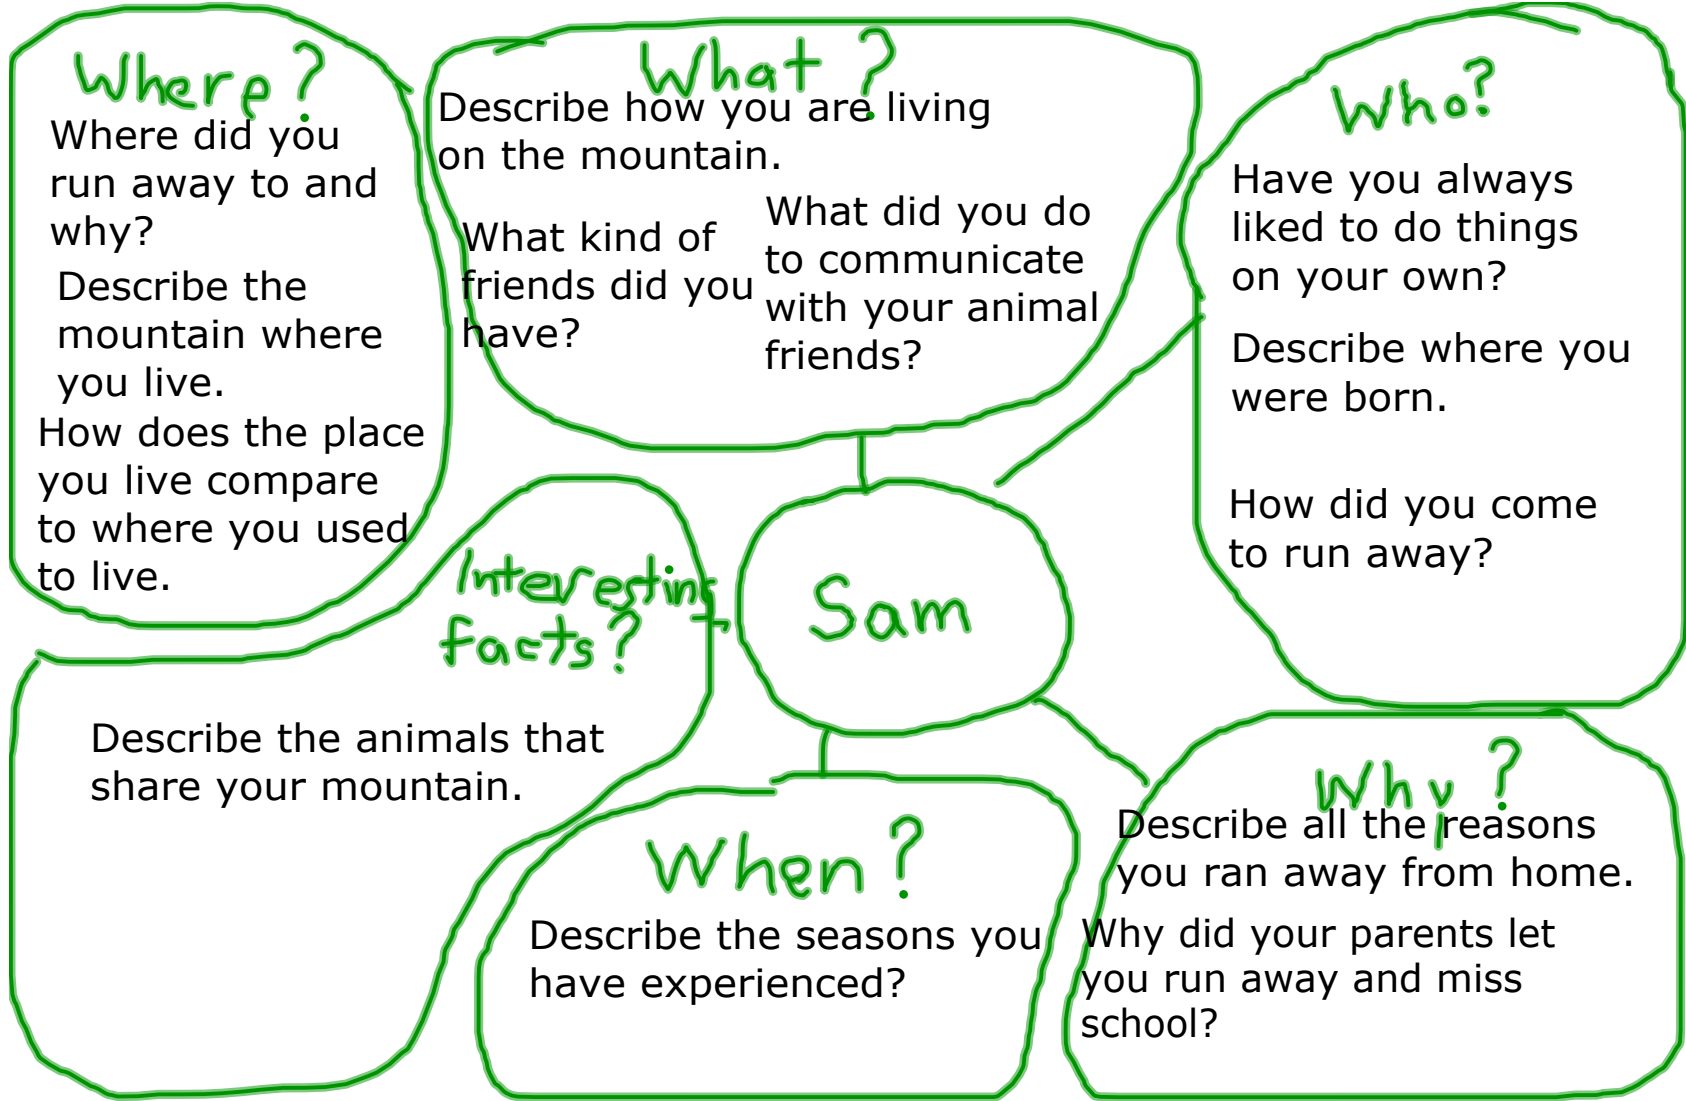 Where?
Where did you
run away to and
why?
Describe the
mountain where
you live.
How does the place
you live compare
to where you used
to live.
What?
Describe how you are living
on the mountain.
What kind of
friends did you
have?
What did you do
to communicate
with your animal
friends?
Who?
Have you always
liked to do things
on your own?
Describe where you
were born.
How did you come
to run away?
Interesting
facts?
Describe the animals that
share your mountain.
Sam
When?
Describe the seasons you
have experienced?
Why?
Describe all the reasons
you ran away from home.
Why did your parents let
you run away and miss
school?